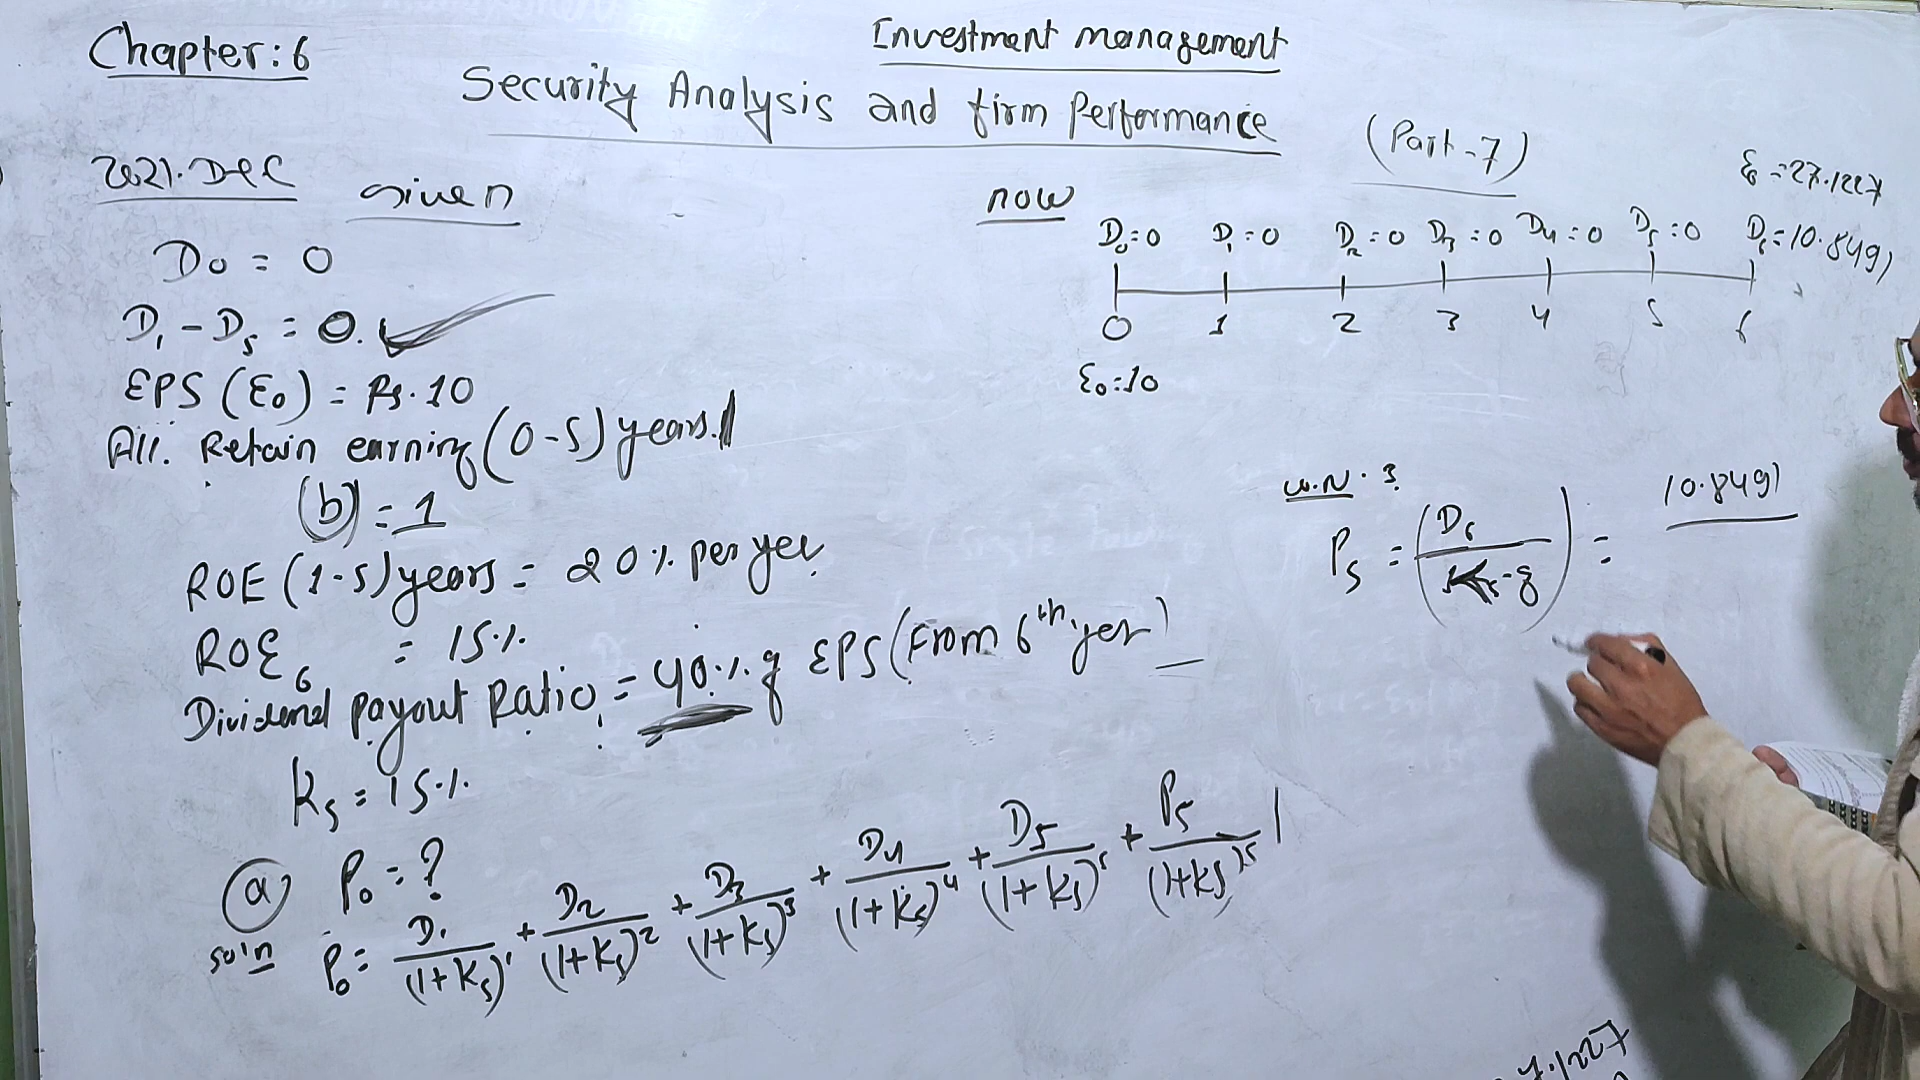 Chapter:6
Investment management
Security Analysis and firm Performance
(Part-7)
2021.Dec Given
D0 = 0
D1 - D5 = 0.
EPS (E0) = Rs.10
All. Retain earning (0-5) years.
(b) = 1
ROE (1-5) years = 20% per yer
ROE6 = 15%
Dividend payout Ratio = 40% of EPS (From 6th yer)
Ks = 15%
(a) P0 = ?
sol'n P0 = D1/(1+Ks)^1 + D2/(1+Ks)^2 + D3/(1+Ks)^3 + D4/(1+Ks)^4 + D5/(1+Ks)^5 + P5/(1+Ks)^5
now
E6 = 27.1227
D0=0 D1=0 D2=0 D3=0 D4=0 D5=0 D6=10.8491
0 1 2 3 4 5 6
E0=10
W.N. 3.
P5 = (D6/Ks-g) = 10.8491